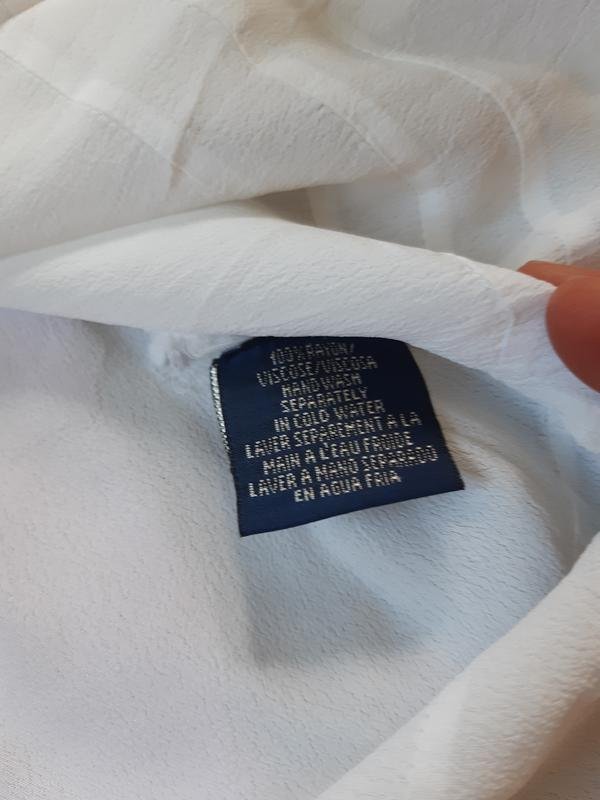 100% RAYON/
VISCOSE/VISCOSA
HAND WASH
SEPARATELY
IN COLD WATER
LAVER SEPAREMENT A LA
MAIN A L'EAU FROIDE
LAVER A MANO SEPARADO
EN AGUA FRIA